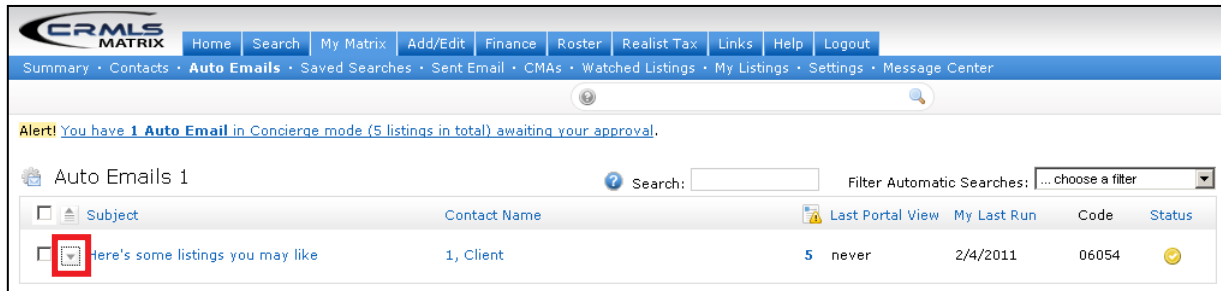 CRMLS
MATRIX
Home Search My Matrix Add/Edit Finance Roster Realist Tax Links Help Logout
Summary • Contacts • Auto Emails • Saved Searches • Sent Email • CMAs • Watched Listings • My Listings • Settings • Message Center
Alert! You have 1 Auto Email in Concierge mode (5 listings in total) awaiting your approval.
Auto Emails 1 Search: Filter Automatic Searches: ... choose a filter
Subject Contact Name Last Portal View My Last Run Code Status
Here's some listings you may like 1, Client 5 never 2/4/2011 06054